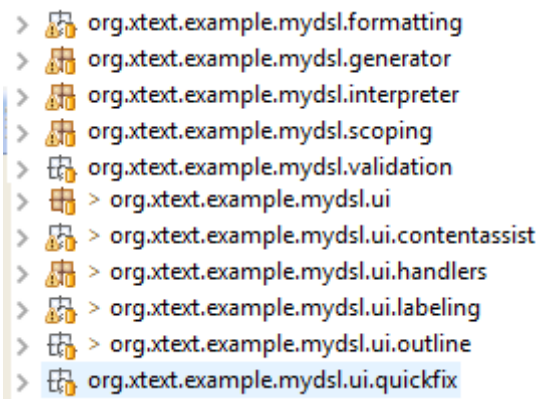 org.xtext.example.mydsl.formatting
org.xtext.example.mydsl.generator
org.xtext.example.mydsl.interpreter
org.xtext.example.mydsl.scoping
org.xtext.example.mydsl.validation
> org.xtext.example.mydsl.ui
> org.xtext.example.mydsl.ui.contentassist
> org.xtext.example.mydsl.ui.handlers
> org.xtext.example.mydsl.ui.labeling
> org.xtext.example.mydsl.ui.outline
org.xtext.example.mydsl.ui.quickfix